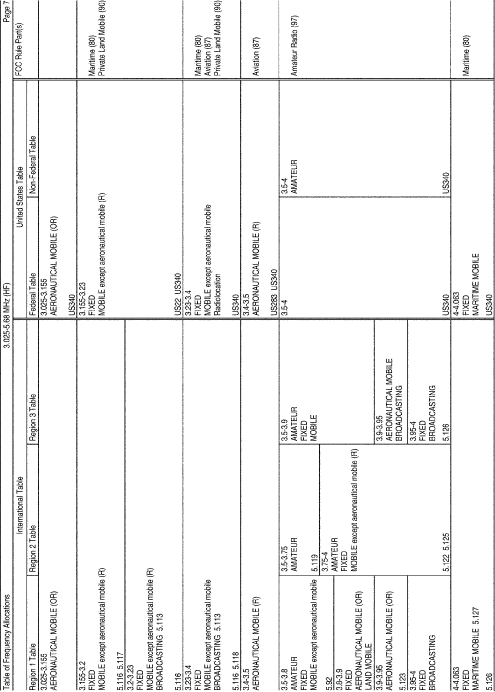 Table of Frequency Allocations 3.025-5.68 MHz (HF) Page 7
International Table United States Table FCC Rule Part(s)
Region 1 Table Region 2 Table Region 3 Table Federal Table Non-Federal Table
3.025-3.155
AERONAUTICAL MOBILE (OR)
3.025-3.155
AERONAUTICAL MOBILE (OR)
US340
3.155-3.2
FIXED
MOBILE except aeronautical mobile (R)
5.116 5.117
3.155-3.23
FIXED
MOBILE except aeronautical mobile (R)
Maritime (80)
Private Land Mobile (90)
3.2-3.23
FIXED
MOBILE except aeronautical mobile (R)
BROADCASTING 5.113
5.116
US22 US340
3.23-3.4
FIXED
MOBILE except aeronautical mobile
BROADCASTING 5.113
5.116 5.118
3.23-3.4
FIXED
MOBILE except aeronautical mobile
Radiolocation
US340
Maritime (80)
Aviation (87)
Private Land Mobile (90)
3.4-3.5
AERONAUTICAL MOBILE (R)
3.4-3.5
AERONAUTICAL MOBILE (R)
US283 US340
Aviation (87)
3.5-3.8
AMATEUR
FIXED
MOBILE except aeronautical mobile
5.92
3.5-3.75
AMATEUR
5.119
3.5-3.9
AMATEUR
FIXED
MOBILE
3.5-4
3.5-4
AMATEUR
Amateur Radio (97)
3.8-3.9
FIXED
AERONAUTICAL MOBILE (OR)
LAND MOBILE
3.75-4
AMATEUR
FIXED
MOBILE except aeronautical mobile (R)
3.9-3.95
AERONAUTICAL MOBILE (OR)
5.123
3.9-3.95
AERONAUTICAL MOBILE
BROADCASTING
3.95-4
FIXED
BROADCASTING
5.122 5.125
3.95-4
FIXED
BROADCASTING
5.126
US340
US340
4-4.063
FIXED
MARITIME MOBILE 5.127
5.126
4-4.063
FIXED
MARITIME MOBILE
US340
Maritime (80)